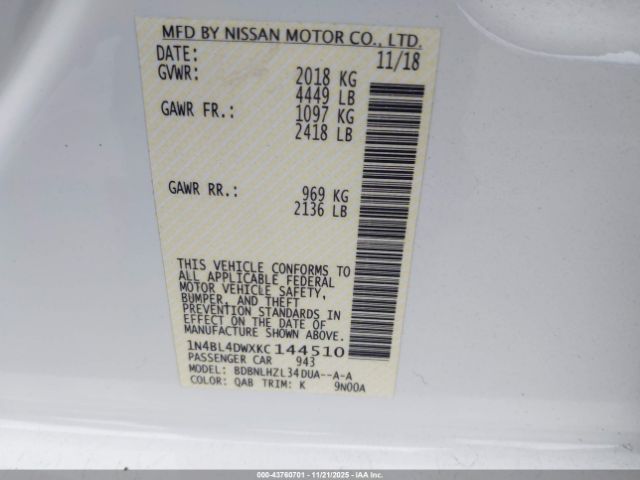 MFD BY NISSAN MOTOR CO., LTD.
DATE: 11/18
GVWR: 2018 KG
4449 LB
GAWR FR.: 1097 KG
2418 LB
GAWR RR.: 969 KG
2136 LB
THIS VEHICLE CONFORMS TO
ALL APPLICABLE FEDERAL
MOTOR VEHICLE SAFETY,
BUMPER, AND THEFT
PREVENTION STANDARDS IN
EFFECT ON THE DATE OF
MANUFACTURE SHOWN ABOVE.
1N4BL4DWXKC144510
PASSENGER CAR 943
MODEL: BDBNLHZL34DUA--A-A
COLOR: QAB TRIM: K 9N00A
000-43760701 - 11/21/2025 - IAA Inc.